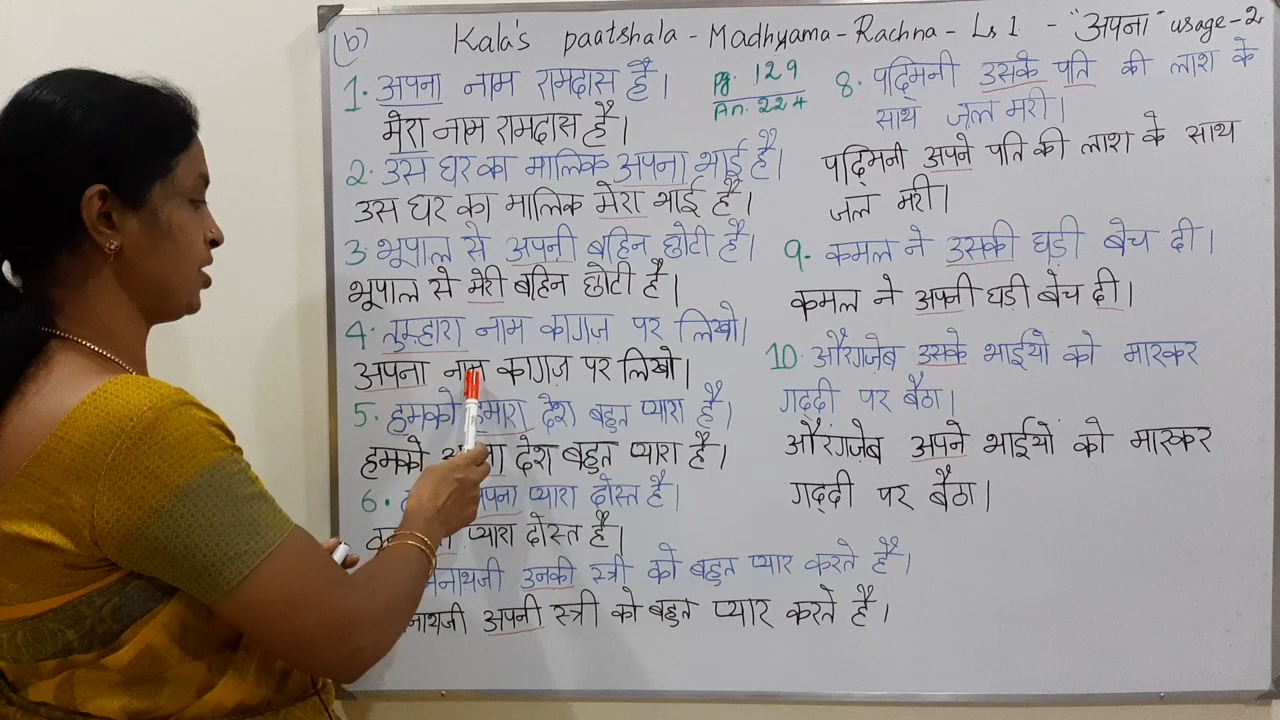 (b) Kala's paatshala - Madhyama - Rachna - Ls 1 - "अपना" usage - 2
Pg. 129
An. 224
1. अपना नाम रामदास है।
मेरा नाम रामदास है।
2. उस घर का मालिक अपना भाई है।
उस घर का मालिक मेरा भाई है।
3. भूपाल से अपनी बहिन छोटी है।
भूपाल से मेरी बहिन छोटी है।
4. तुम्हारा नाम कागज़ पर लिखो।
अपना नाम कागज़ पर लिखो।
5. हमको हमारा देश बहुत प्यारा है।
हमको देश बहुत प्यारा है।
6. अपना प्यारा दोस्त है।
प्यारा दोस्त है।
उनकी स्त्री को बहुत प्यार करते हैं।
अपनी स्त्री को बहुत प्यार करते है।
8. पद्मिनी उसके पति की लाश के
साथ जल मरी।
पद्मिनी अपने पति की लाश के साथ
जल मरी।
9. कमल ने उसकी घड़ी बेच दी।
कमल ने अपनी घड़ी बेच दी।
10. औरंगज़ेब उसके भाईयों को मारकर
गद्दी पर बैठा।
औरंगज़ेब अपने भाईयों को मारकर
गद्दी पर बैठा।